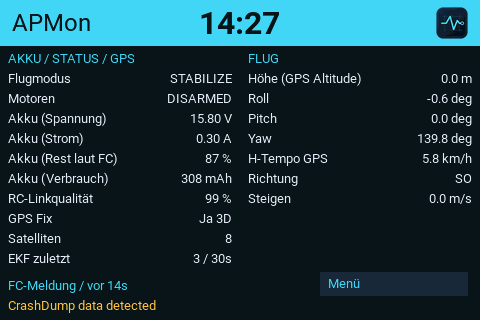 APMon
14:27
AKKU / STATUS / GPS
Flugmodus STABILIZE
Motoren DISARMED
Akku (Spannung) 15.80 V
Akku (Strom) 0.30 A
Akku (Rest laut FC) 87 %
Akku (Verbrauch) 308 mAh
RC-Linkqualität 99 %
GPS Fix Ja 3D
Satelliten 8
EKF zuletzt 3 / 30s
FC-Meldung / vor 14s
CrashDump data detected
FLUG
Höhe (GPS Altitude) 0.0 m
Roll -0.6 deg
Pitch 0.0 deg
Yaw 139.8 deg
H-Tempo GPS 5.8 km/h
Richtung SO
Steigen 0.0 m/s
Menü